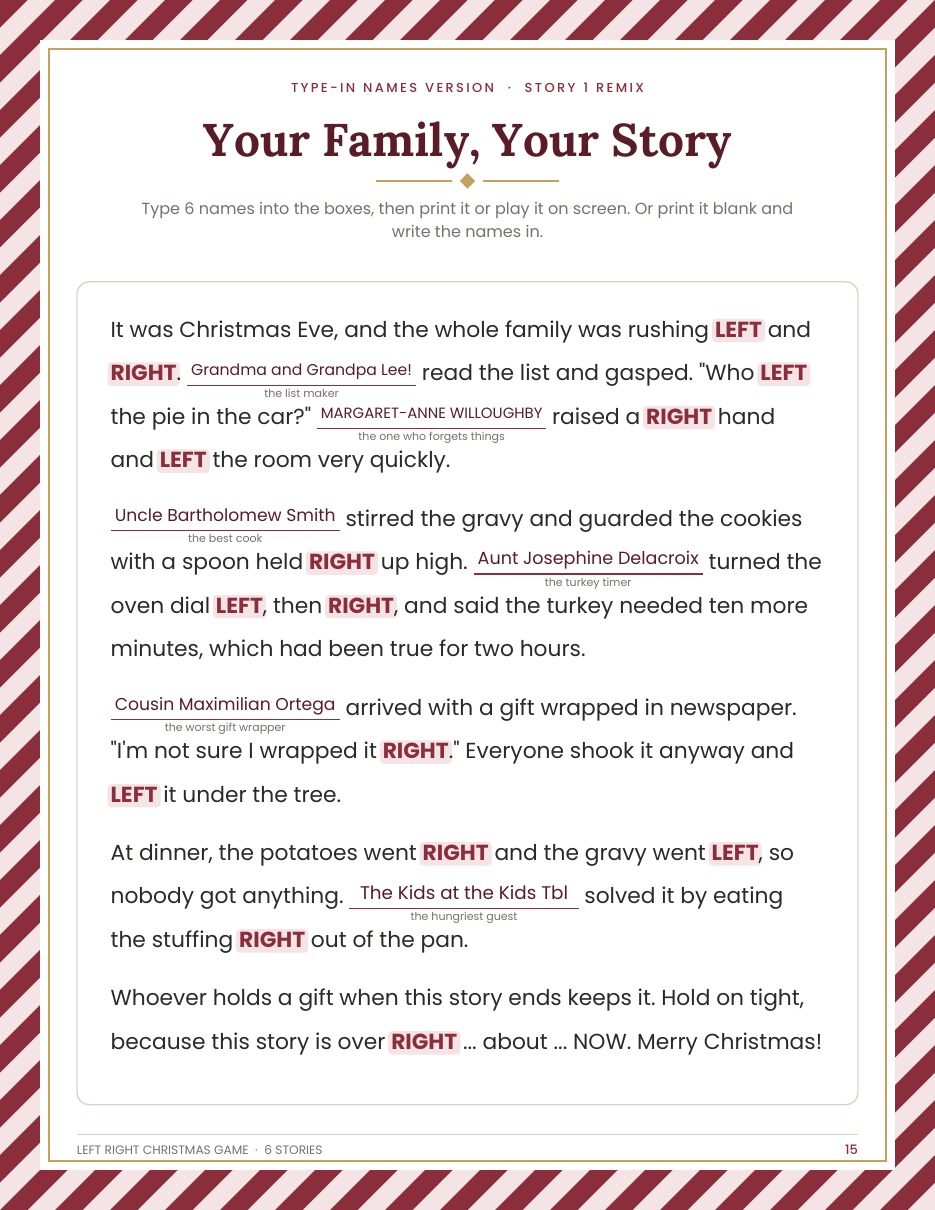 TYPE-IN NAMES VERSION · STORY 1 REMIX
Your Family, Your Story
Type 6 names into the boxes, then print it or play it on screen. Or print it blank and
write the names in.
It was Christmas Eve, and the whole family was rushing LEFT and
RIGHT. Grandma and Grandpa Lee! read the list and gasped. "Who LEFT
the list maker
the pie in the car?" MARGARET-ANNE WILLOUGHBY raised a RIGHT hand
the one who forgets things
and LEFT the room very quickly.
Uncle Bartholomew Smith stirred the gravy and guarded the cookies
the best cook
with a spoon held RIGHT up high. Aunt Josephine Delacroix turned the
the turkey timer
oven dial LEFT, then RIGHT, and said the turkey needed ten more
minutes, which had been true for two hours.
Cousin Maximilian Ortega arrived with a gift wrapped in newspaper.
the worst gift wrapper
"I'm not sure I wrapped it RIGHT." Everyone shook it anyway and
LEFT it under the tree.
At dinner, the potatoes went RIGHT and the gravy went LEFT, so
nobody got anything. The Kids at the Kids Tbl solved it by eating
the hungriest guest
the stuffing RIGHT out of the pan.
Whoever holds a gift when this story ends keeps it. Hold on tight,
because this story is over RIGHT ... about ... NOW. Merry Christmas!
LEFT RIGHT CHRISTMAS GAME · 6 STORIES
15